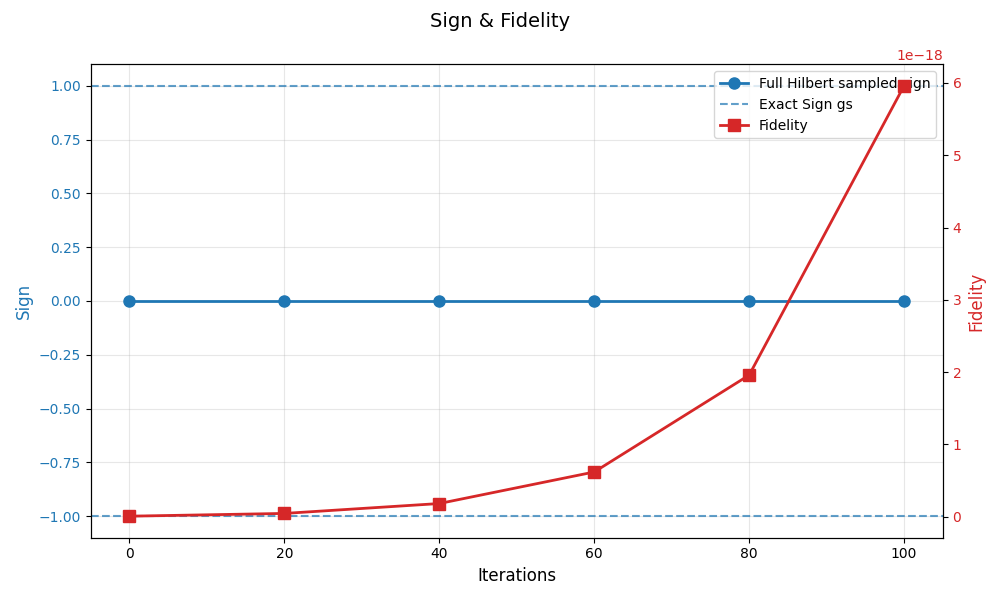 Sign & Fidelity
1e−18
1.00
0.75
0.50
0.25
0.00
−0.25
−0.50
−0.75
−1.00
Sign
Full Hilbert sampled sign
Exact Sign gs
Fidelity
6
5
4
3
2
1
0
Fidelity
0 20 40 60 80 100
Iterations